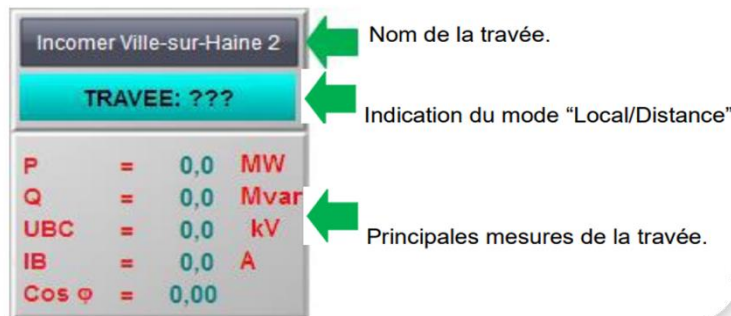 Incomer Ville-sur-Haine 2
Nom de la travée.
TRAVEE: ???
Indication du mode “Local/Distance”
P = 0,0 MW
Q = 0,0 Mvar
UBC = 0,0 kV
Principales mesures de la travée.
IB = 0,0 A
Cos φ = 0,00